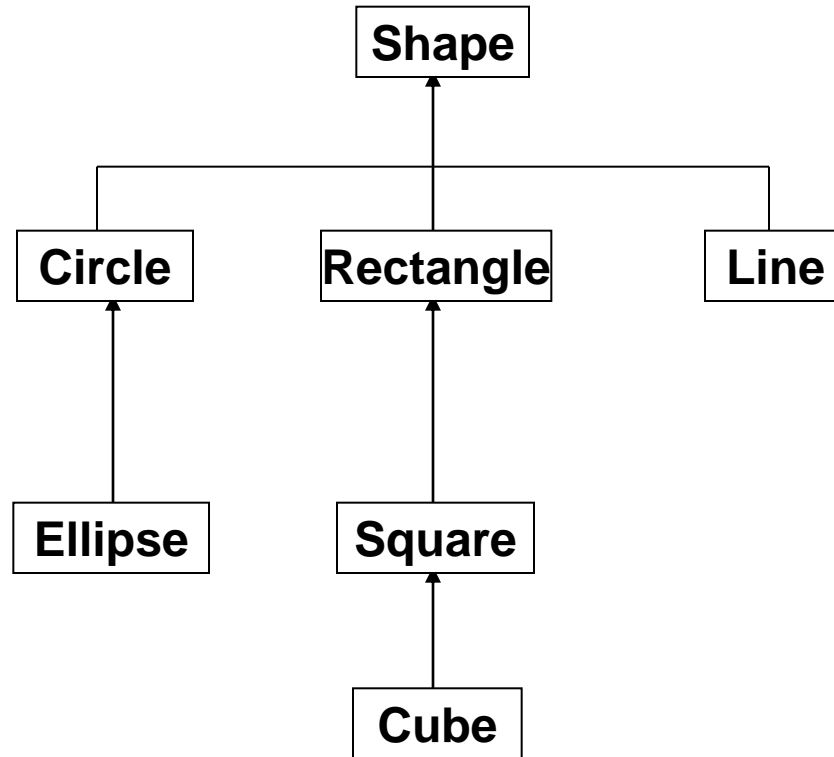 Shape
Circle
Rectangle
Line
Ellipse
Square
Cube